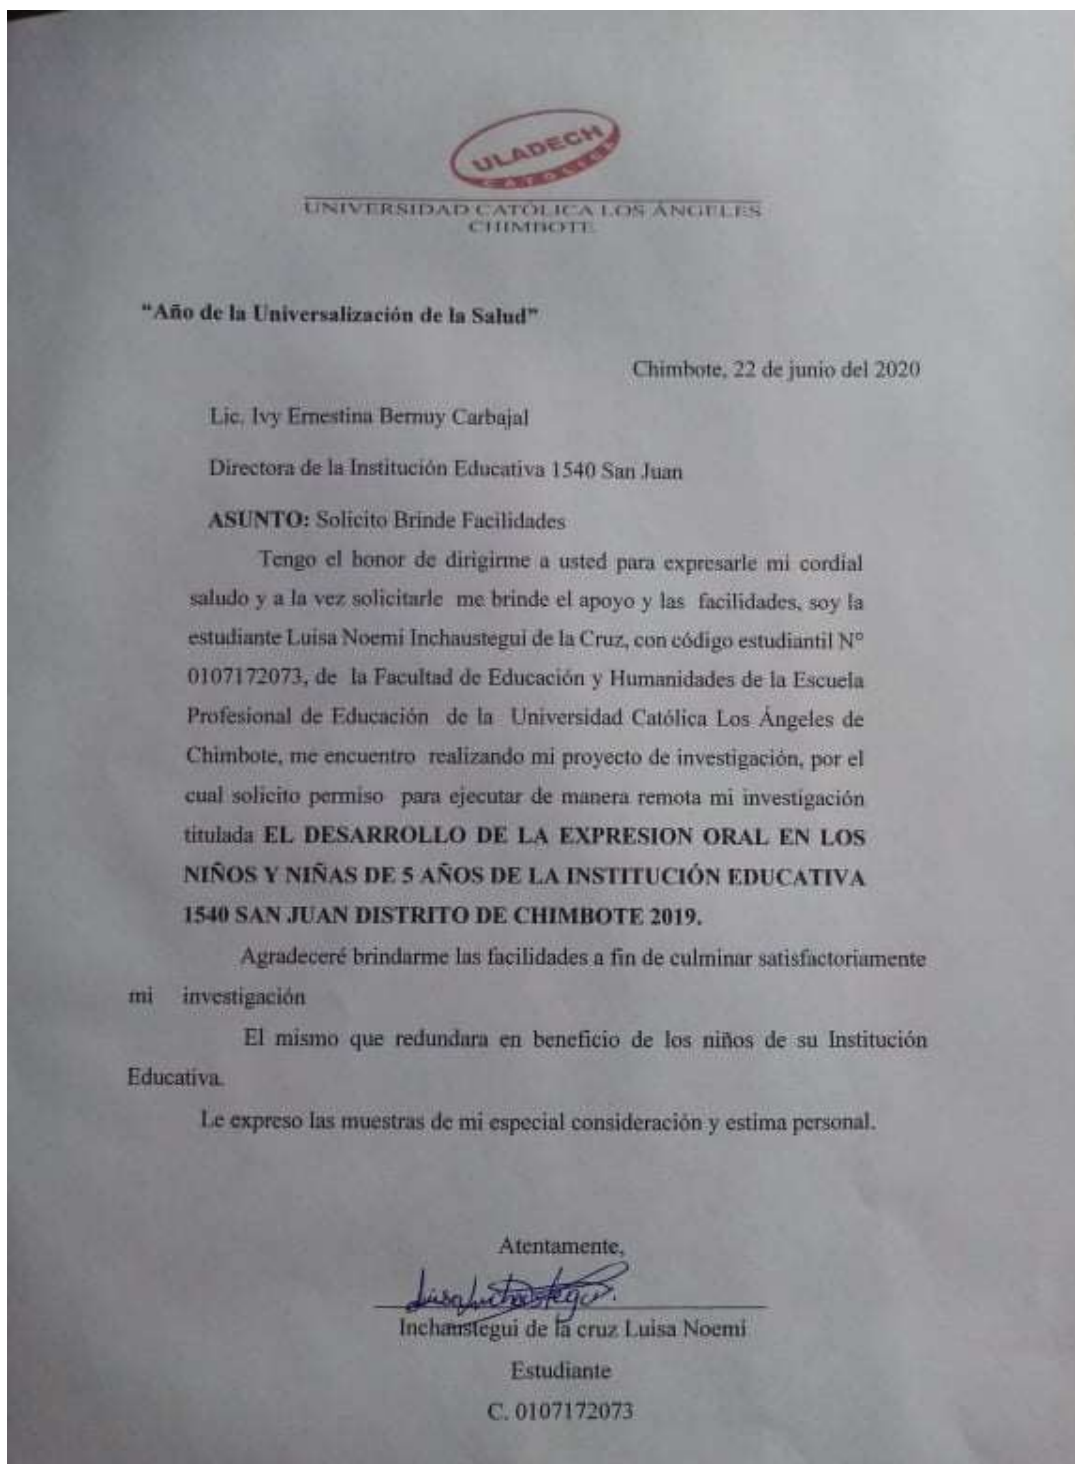 ULADECH
CATOLICA
UNIVERSIDAD CATÓLICA LOS ÁNGELES
CHIMBOTE
“Año de la Universalización de la Salud”
Chimbote, 22 de junio del 2020
Lic. Ivy Ernestina Bernuy Carbajal
Directora de la Institución Educativa 1540 San Juan
ASUNTO: Solicito Brinde Facilidades
Tengo el honor de dirigirme a usted para expresarle mi cordial
saludo y a la vez solicitarle me brinde el apoyo y las facilidades, soy la
estudiante Luisa Noemi Inchaustegui de la Cruz, con código estudiantil N°
0107172073, de la Facultad de Educación y Humanidades de la Escuela
Profesional de Educación de la Universidad Católica Los Ángeles de
Chimbote, me encuentro realizando mi proyecto de investigación, por el
cual solicito permiso para ejecutar de manera remota mi investigación
titulada EL DESARROLLO DE LA EXPRESION ORAL EN LOS
NIÑOS Y NIÑAS DE 5 AÑOS DE LA INSTITUCIÓN EDUCATIVA
1540 SAN JUAN DISTRITO DE CHIMBOTE 2019.
Agradeceré brindarme las facilidades a fin de culminar satisfactoriamente
mi investigación
El mismo que redundara en beneficio de los niños de su Institución
Educativa.
Le expreso las muestras de mi especial consideración y estima personal.
Atentamente,
Inchaustegui de la cruz Luisa Noemi
Estudiante
C. 0107172073